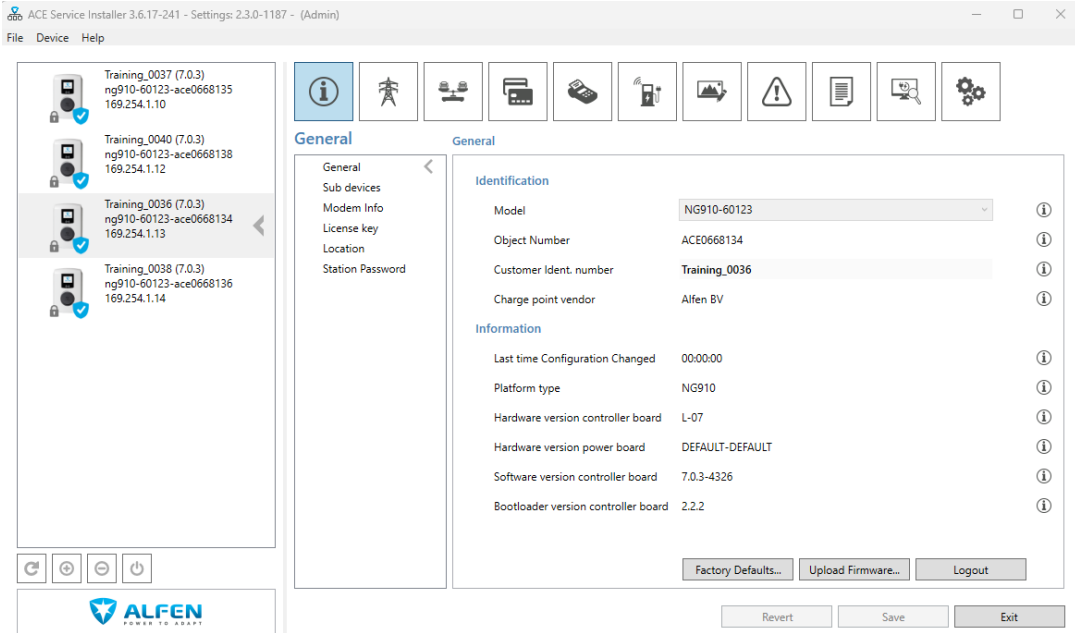 ACE Service Installer 3.6.17-241 - Settings: 2.3.0-1187 - (Admin)
File Device Help
Training_0037 (7.0.3)
ng910-60123-ace0668135
169.254.1.10
Training_0040 (7.0.3)
ng910-60123-ace0668138
169.254.1.12
Training_0036 (7.0.3)
ng910-60123-ace0668134
169.254.1.13
Training_0038 (7.0.3)
ng910-60123-ace0668136
169.254.1.14
ALFEN
POWER TO ADAPT
General
General
Sub devices
Modem Info
License key
Location
Station Password
General
Identification
Model NG910-60123
Object Number ACE0668134
Customer Ident. number Training_0036
Charge point vendor Alfen BV
Information
Last time Configuration Changed 00:00:00
Platform type NG910
Hardware version controller board L-07
Hardware version power board DEFAULT-DEFAULT
Software version controller board 7.0.3-4326
Bootloader version controller board 2.2.2
Factory Defaults... Upload Firmware... Logout
Revert Save Exit